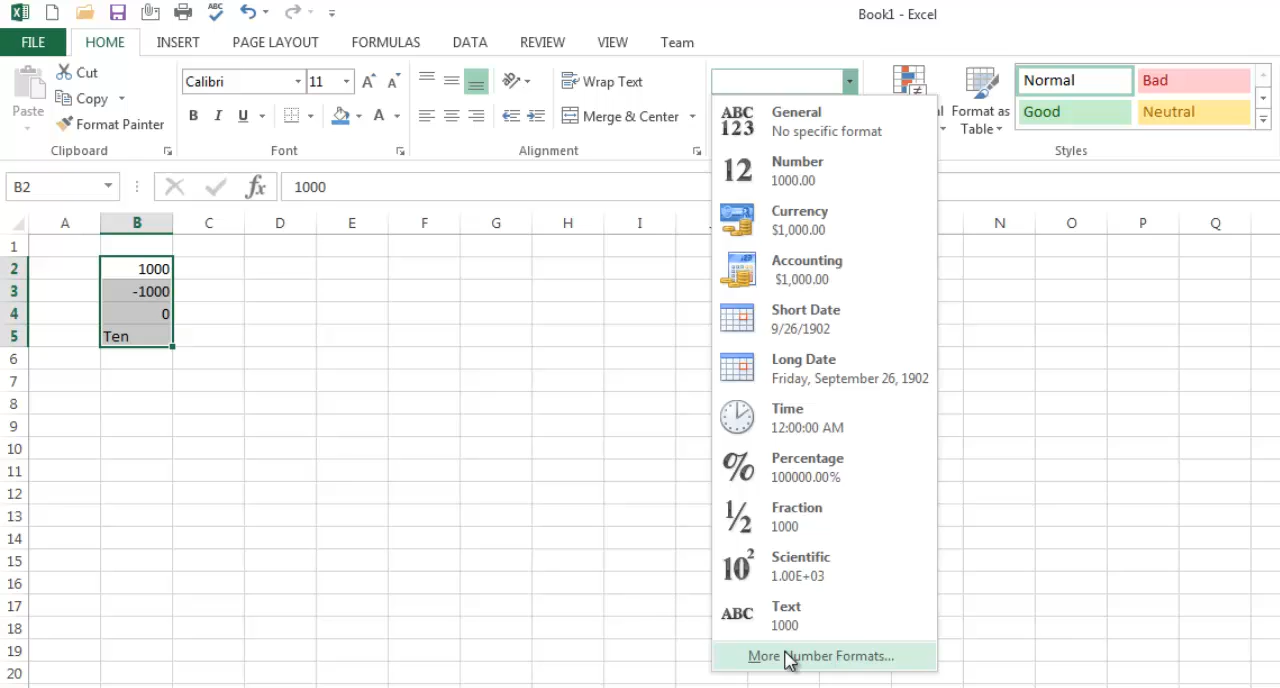 Book1 - Excel
FILE HOME INSERT PAGE LAYOUT FORMULAS DATA REVIEW VIEW Team
Paste
Cut
Copy
Format Painter
Clipboard
Calibri 11
B I U A
Font
Wrap Text
Merge & Center
Alignment
Format as
Table
Normal Bad
Good Neutral
Styles
B2 fx 1000
A B C D E F G H I N O P Q
1
2 1000
3 -1000
4 0
5 Ten
6
7
8
9
10
11
12
13
14
15
16
17
18
19
20
ABC
123
General
No specific format
12
Number
1000.00
Currency
$1,000.00
Accounting
$1,000.00
Short Date
9/26/1902
Long Date
Friday, September 26, 1902
Time
12:00:00 AM
%
Percentage
100000.00%
½
Fraction
1000
10²
Scientific
1.00E+03
ABC
Text
1000
More Number Formats...